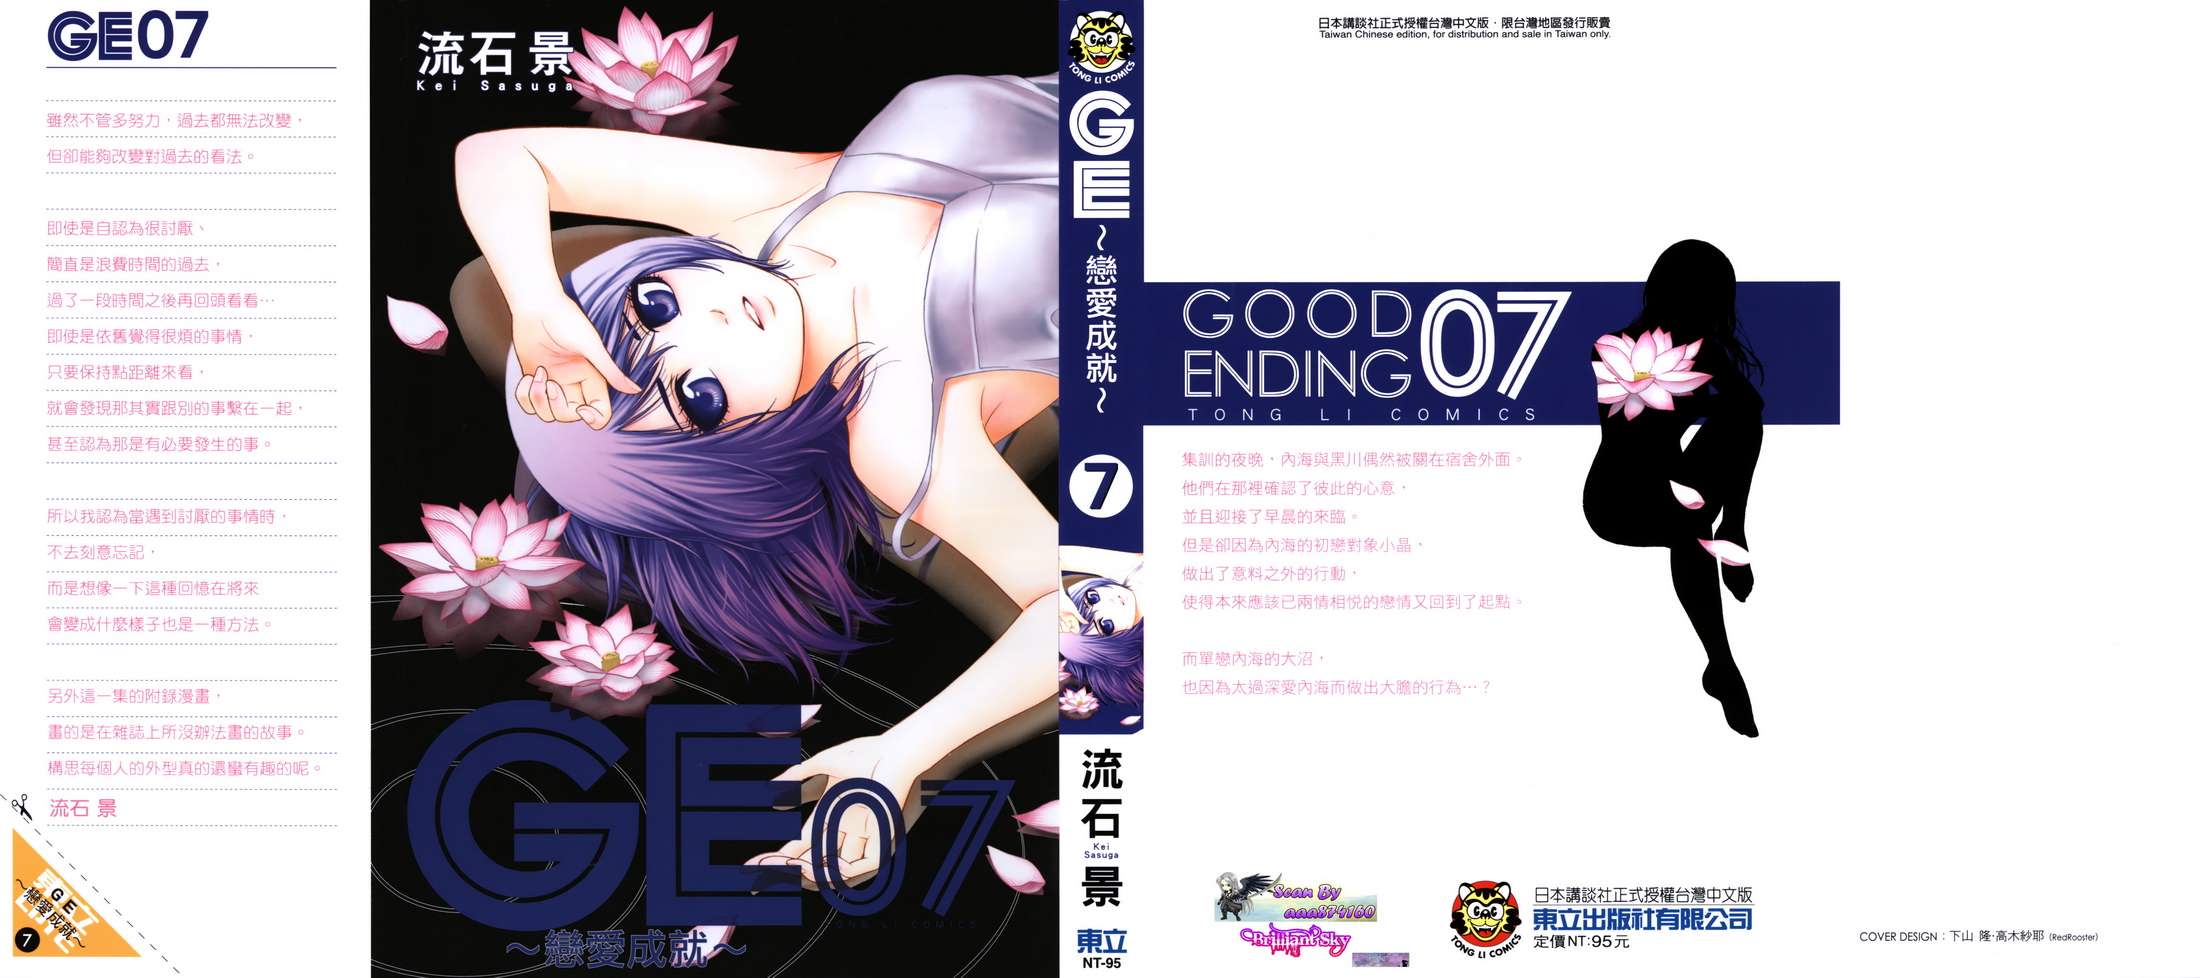 GE07
雖然不管多努力，過去都無法改變，
但卻能夠改變對過去的看法。
即使是自認為很討厭、
簡直是浪費時間的過去，
過了一段時間之後再回頭看看…
即使是依舊覺得很煩的事情，
只要保持點距離來看，
就會發現那其實跟別的事繫在一起，
甚至認為那是有必要發生的事。
所以我認為當遇到討厭的事情時，
不去刻意忘記，
而是想像一下這種回憶在將來
會變成什麼樣子也是一種方法。
另外這一集的附錄漫畫，
畫的是在雜誌上所沒辦法畫的故事。
構思每個人的外型真的還蠻有趣的呢。
流石 景
GE
～戀愛成就～
7
流石 景
Kei Sasuga
GE07
TONG LI COMICS
～戀愛成就～
TONG LI COMICS
GE
～戀愛成就～
7
流石景
Kei
Sasuga
東立
NT-95
日本講談社正式授權台灣中文版・限台灣地區發行販賣
Taiwan Chinese edition, for distribution and sale in Taiwan only.
GOOD
ENDING 07
TONG LI COMICS
集訓的夜晚，內海與黑川偶然被關在宿舍外面。
他們在那裡確認了彼此的心意，
並且迎接了早晨的來臨。
但是卻因為內海的初戀對象小晶，
做出了意料之外的行動，
使得本來應該已兩情相悅的戀情又回到了起點。
而單戀內海的大沼，
也因為太過深愛內海而做出大膽的行為…？
Scan By
aaa874160
Brilliant Sky
TONG LI COMICS
日本講談社正式授權台灣中文版
東立出版社有限公司
定價NT:95元
COVER DESIGN：下山 隆・高木紗耶 (RedRooster)